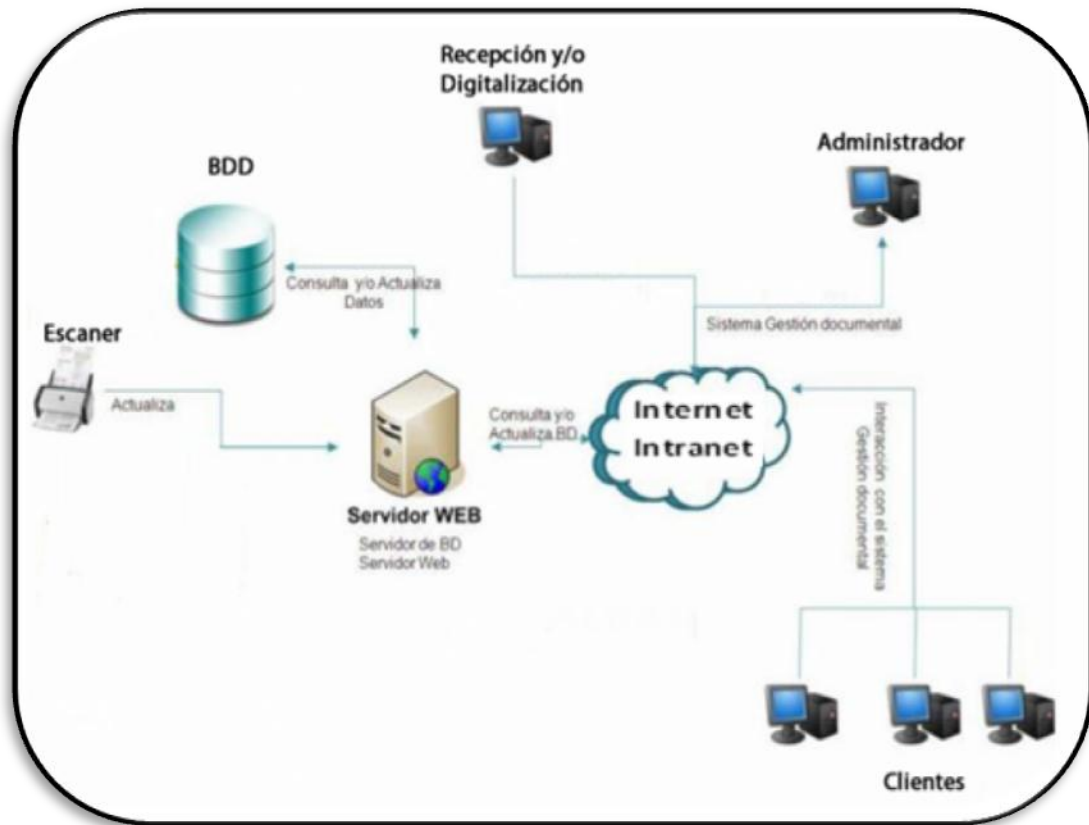 Recepción y/o
Digitalización
Administrador
BDD
Consulta y/o Actualiza
Datos
Sistema Gestión documental
Escaner
Actualiza
Consulta y/o
Actualiza BD
Internet
Intranet
Servidor WEB
Servidor de BD
Servidor Web
Interacción con el sistema
Gestión documental
Clientes